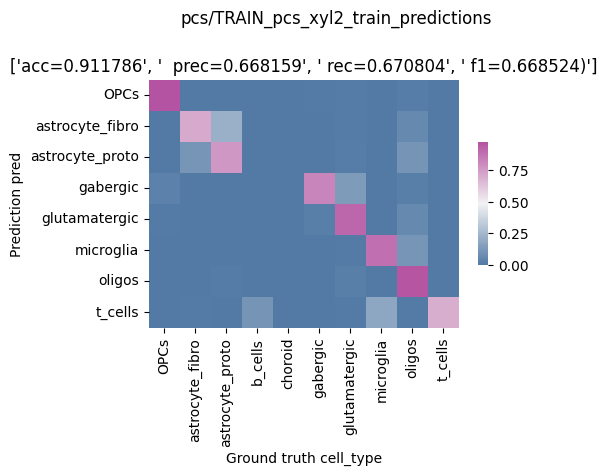 pcs/TRAIN_pcs_xyl2_train_predictions
['acc=0.911786', '  prec=0.668159', ' rec=0.670804', ' f1=0.668524)']
OPCs
astrocyte_fibro
astrocyte_proto
gabergic
glutamatergic
microglia
oligos
t_cells
Prediction pred
0.75
0.50
0.25
0.00
OPCs
astrocyte_fibro
astrocyte_proto
b_cells
choroid
gabergic
glutamatergic
microglia
oligos
t_cells
Ground truth cell_type